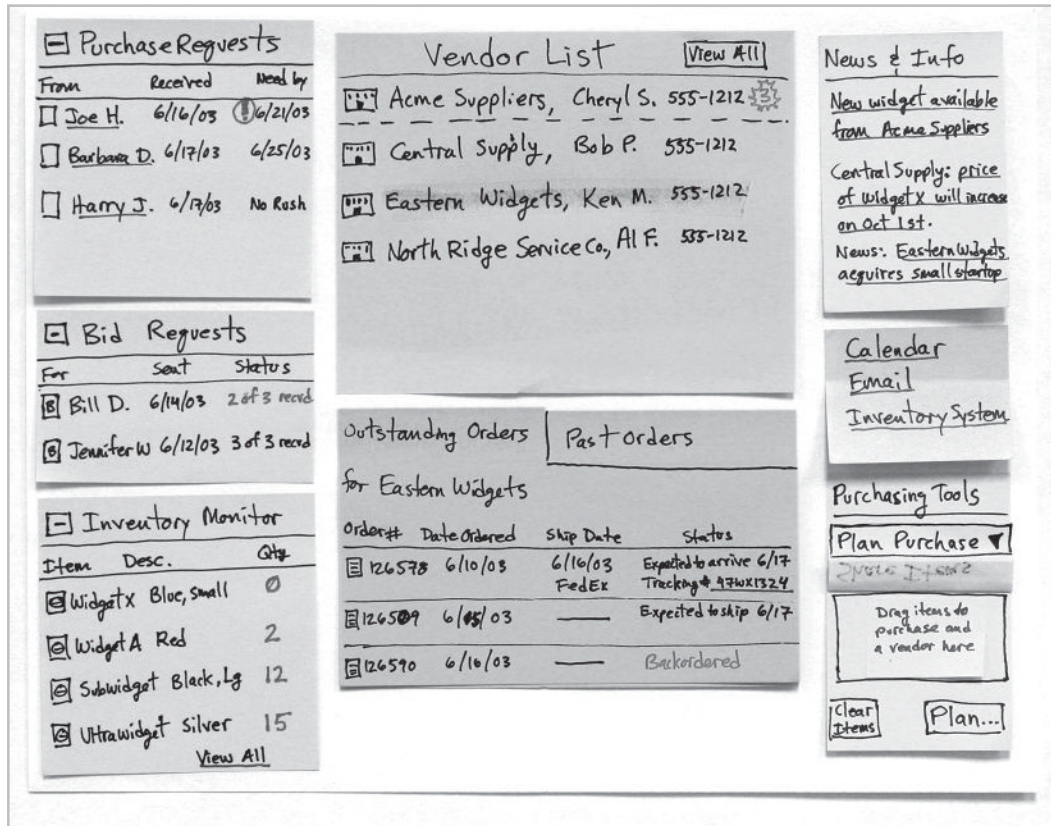 Purchase Requests
From Received Need by
Joe H. 6/16/03 ! 6/21/03
Barbara D. 6/17/03 6/25/03
Harry J. 6/17/03 No Rush
Bid Requests
For Sent Status
B Bill D. 6/14/03 2 of 3 recvd
B Jennifer W 6/12/03 3 of 3 recvd
Inventory Monitor
Item Desc. Qty
Widget X Blue, small 0
Widget A Red 2
Subwidget Black, Lg 12
Ultrawidget Silver 15
View All
Vendor List View All
Acme Suppliers, Cheryl S. 555-1212 3
Central Supply, Bob P. 555-1212
Eastern Widgets, Ken M. 555-1212
North Ridge Service Co., Al F. 555-1212
Outstanding Orders Past orders
for Eastern Widgets
Order# Date Ordered Ship Date Status
126578 6/10/03 6/16/03 Expected to arrive 6/17
FedEx Tracking# 47WX1324
126509 6/15/03 — Expected to ship 6/17
126590 6/16/03 — Backordered
News & Info
New widget available
from Acme Suppliers
Central Supply: price
of Widget X will increase
on Oct 1st.
News: Eastern Widgets
acquires small startup
Calendar
Email
Inventory System
Purchasing Tools
Plan Purchase ▼
Items
Drag items to
purchase and
a vendor here
Clear
Items
Plan...